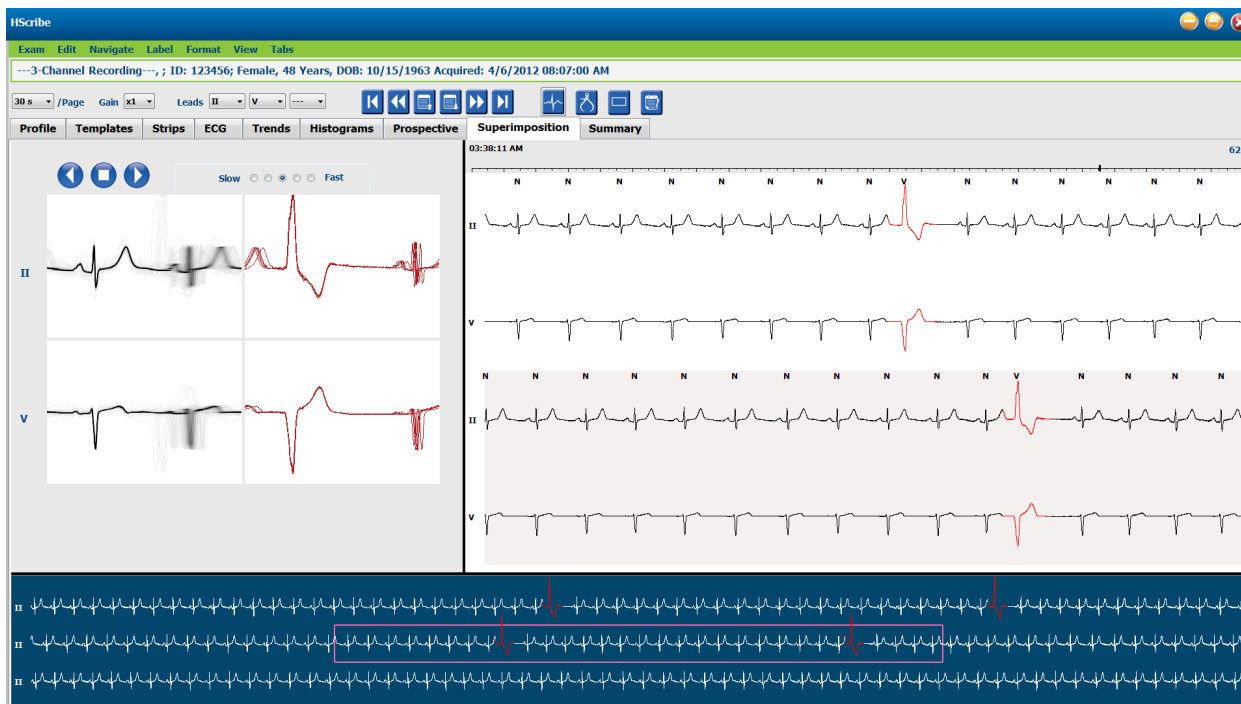 HScribe
Exam Edit Navigate Label Format View Tabs
---3-Channel Recording---, ; ID: 123456; Female, 48 Years, DOB: 10/15/1963 Acquired: 4/6/2012 08:07:00 AM
30 s /Page Gain x1 Leads II V ---
Profile Templates Strips ECG Trends Histograms Prospective Superimposition Summary
03:38:11 AM 62
Slow Fast
N N N N N N N N V N N N N N N
II
II
V
V
N N N N N N N N N N N V N N N N
II
V
II
II
II